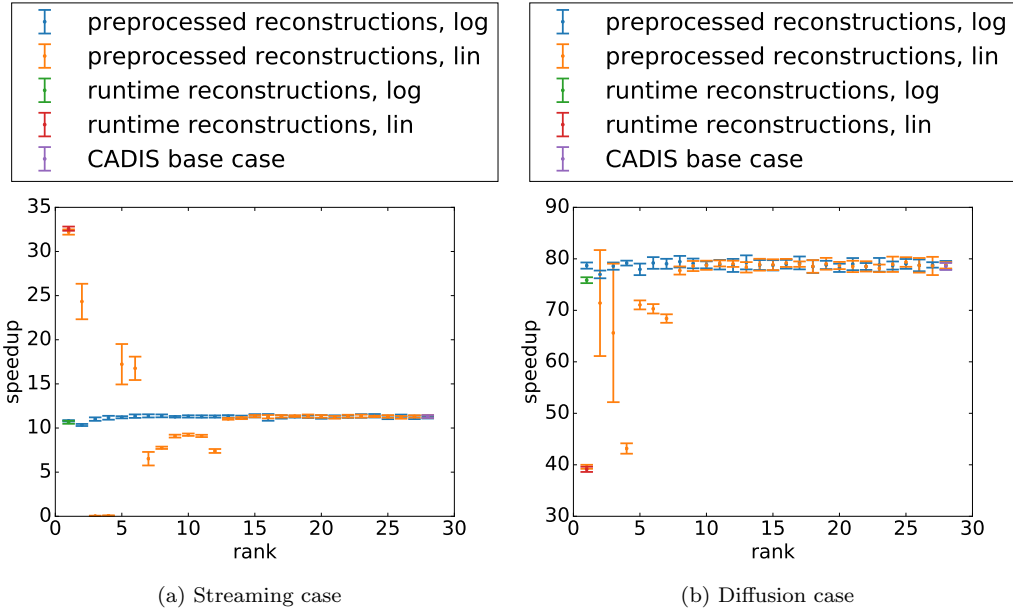 preprocessed reconstructions, log
preprocessed reconstructions, lin
runtime reconstructions, log
runtime reconstructions, lin
CADIS base case
35
30
25
20
15
10
5
0
speedup
0 5 10 15 20 25 30
rank
(a) Streaming case
preprocessed reconstructions, log
preprocessed reconstructions, lin
runtime reconstructions, log
runtime reconstructions, lin
CADIS base case
90
80
70
60
50
40
30
speedup
0 5 10 15 20 25 30
rank
(b) Diffusion case